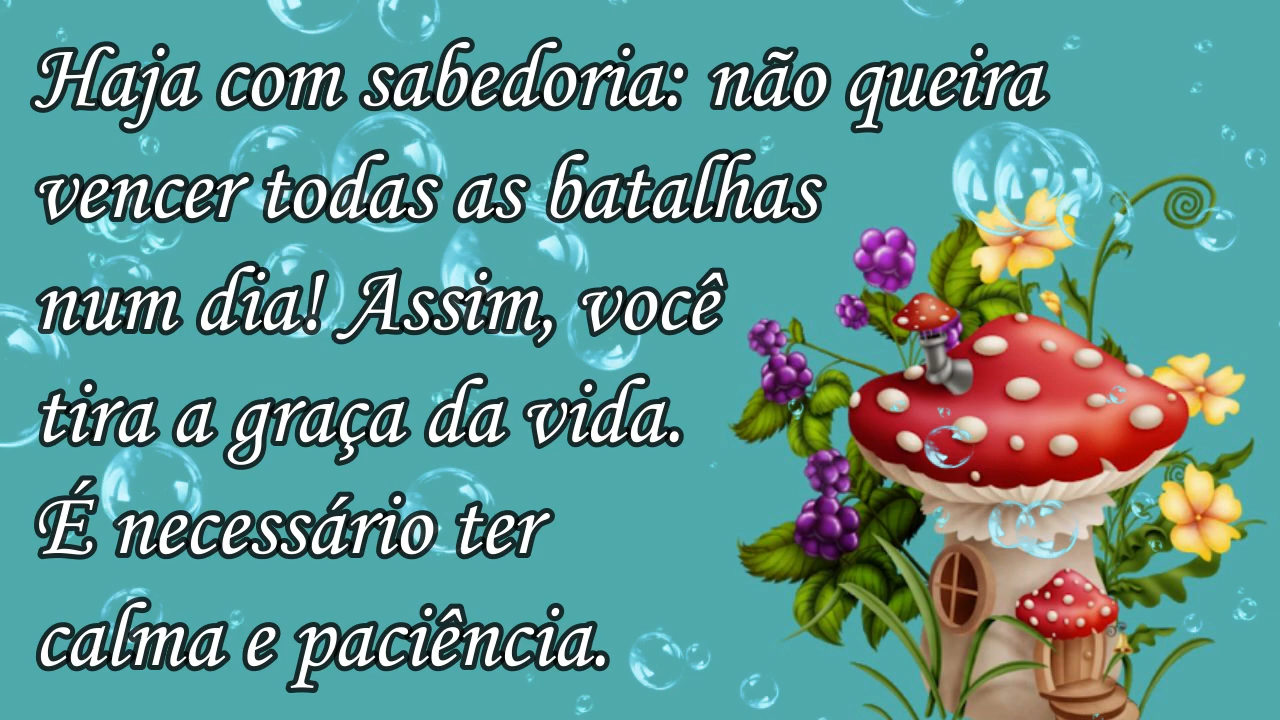 Haja com sabedoria: não queira
vencer todas as batalhas
num dia! Assim, você
tira a graça da vida.
É necessário ter
calma e paciência.